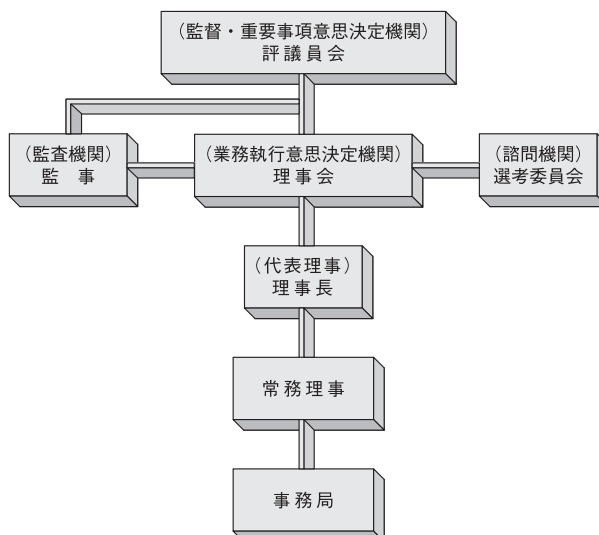 （監督・重要事項意思決定機関）
評議員会
（監査機関）
監　事
（業務執行意思決定機関）
理事会
（諮問機関）
選考委員会
（代表理事）
理事長
常務理事
事務局